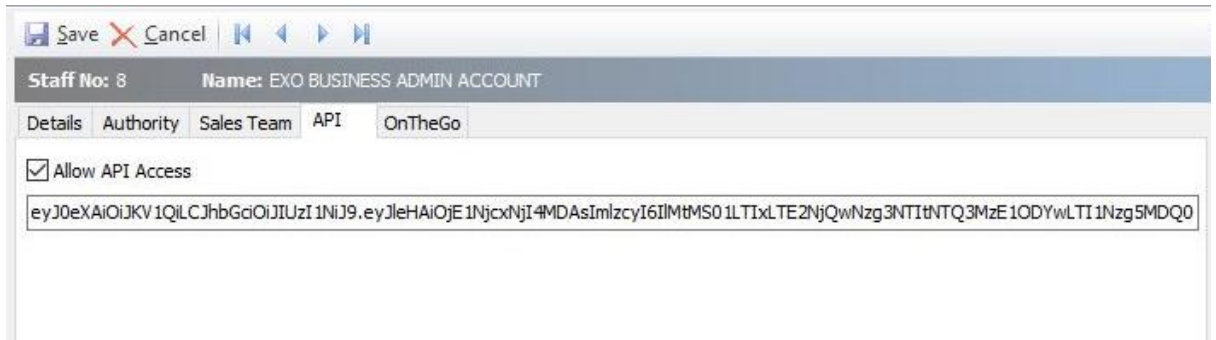 Save Cancel
Staff No: 8 Name: EXO BUSINESS ADMIN ACCOUNT
Details Authority Sales Team API OnTheGo
Allow API Access
eyJ0eXAiOiJKV1QiLCJhbGciOiJIUzI1NiJ9.eyJleHAiOjE1NjcxNjI4MDAsImlzcyI6IlMtMS01LTIxLTE2NjQwNzg3NTItNTQ3MzE1ODYwLTI1Nzg5MDQ0